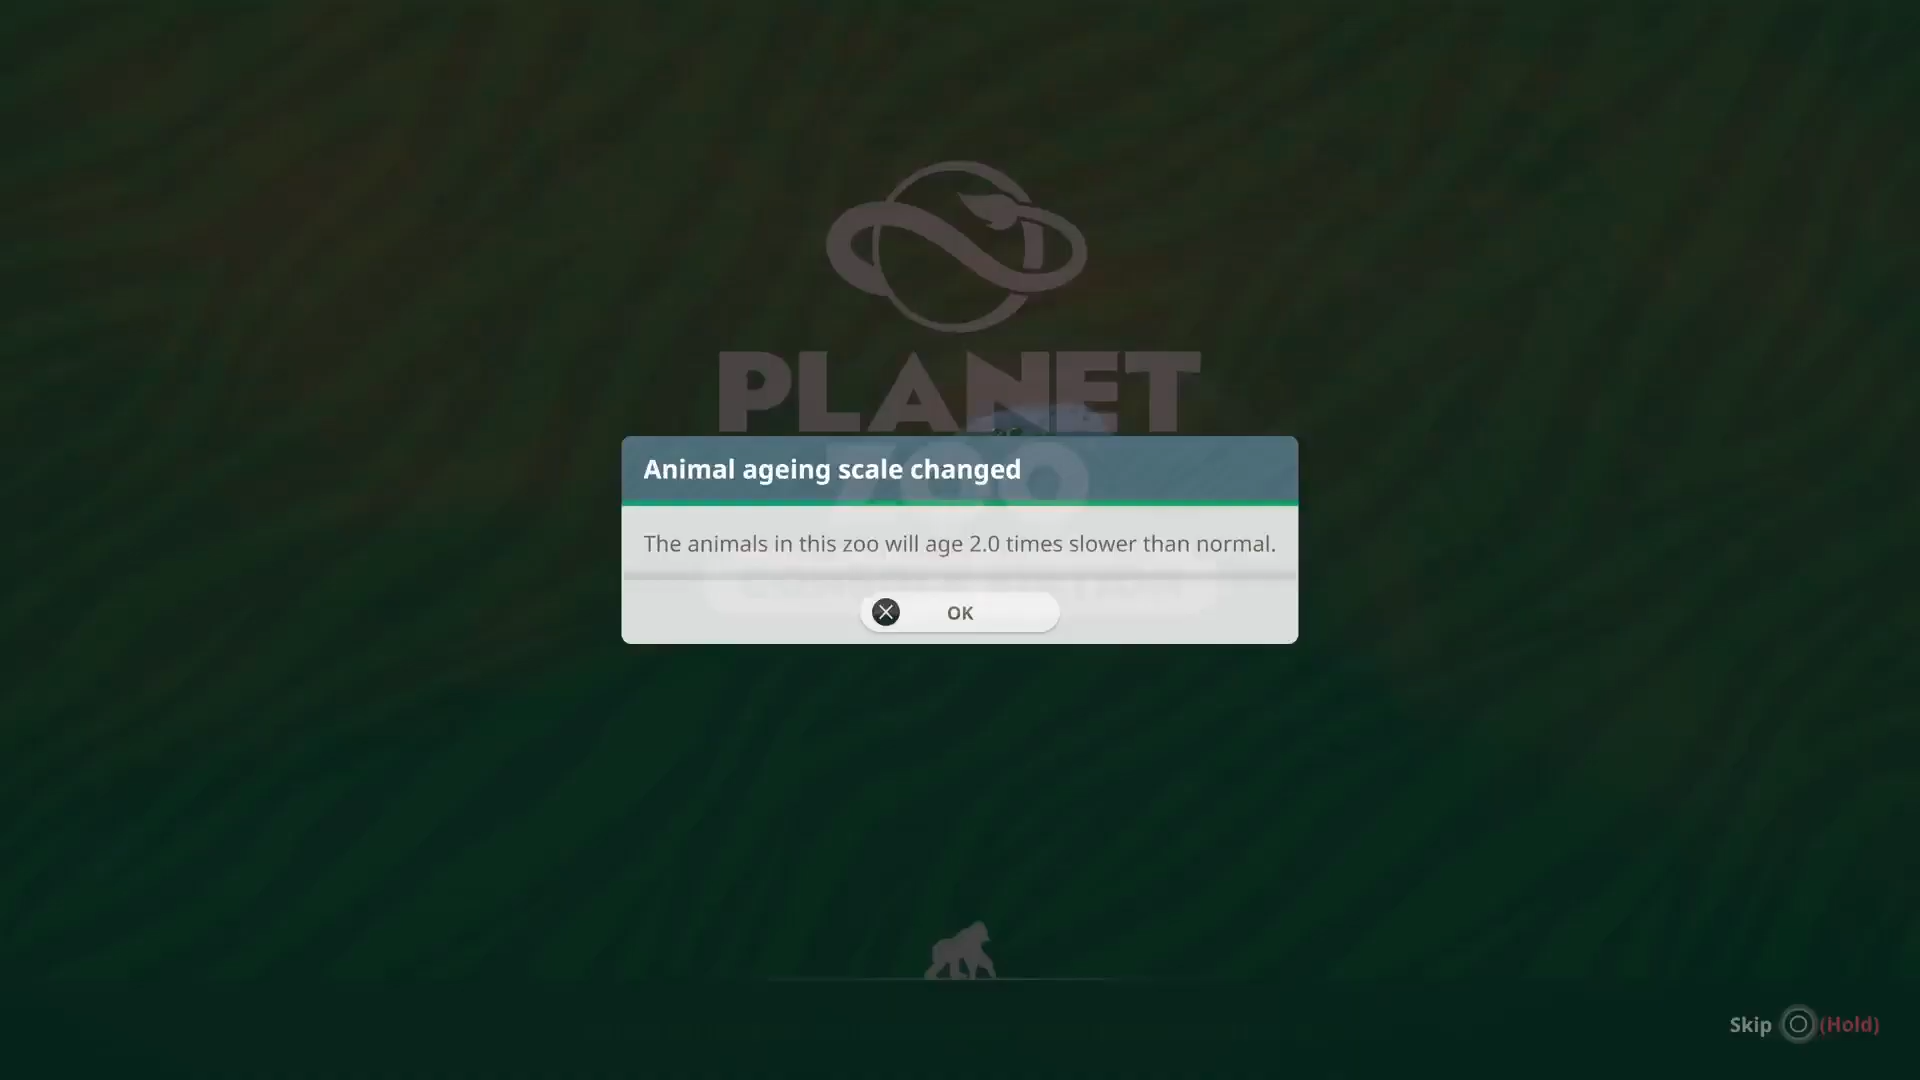 PLANET
ZOO
Animal ageing scale changed
The animals in this zoo will age 2.0 times slower than normal.
OK
Skip (Hold)